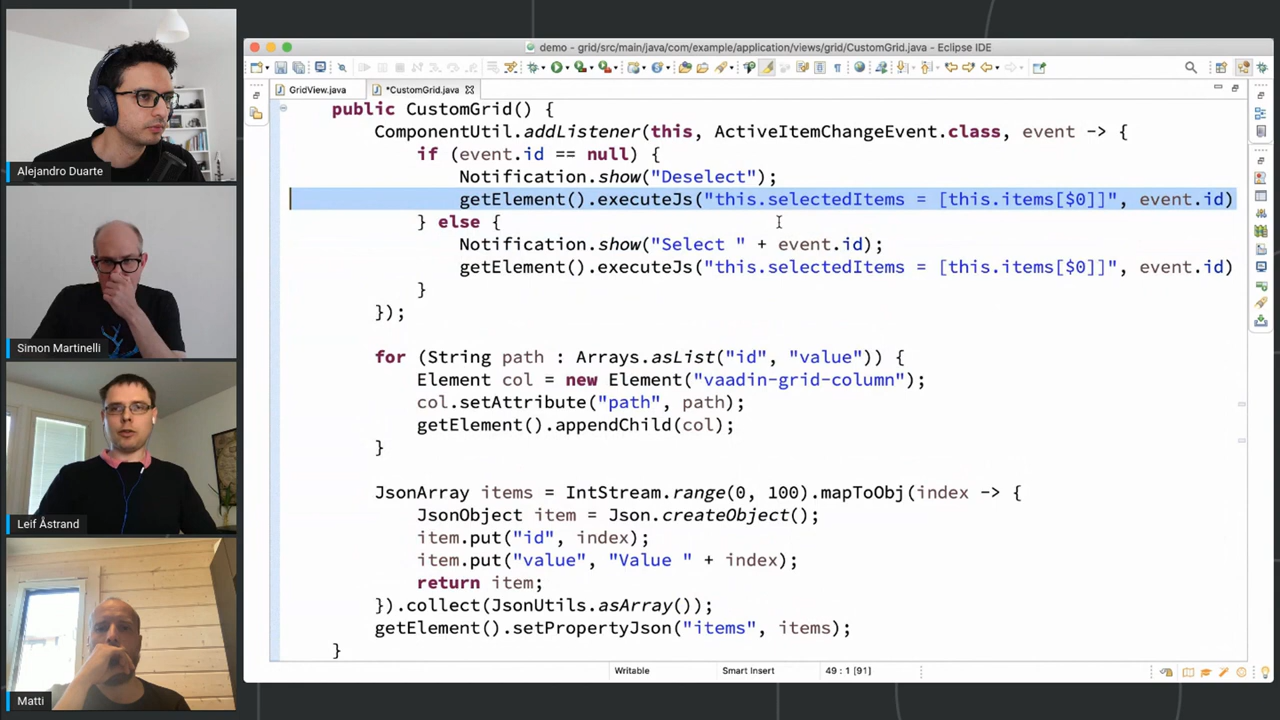 Alejandro Duarte
Simon Martinelli
Leif Åstrand
Matti
demo - grid/src/main/java/com/example/application/views/grid/CustomGrid.java - Eclipse IDE
GridView.java
*CustomGrid.java
public CustomGrid() {
ComponentUtil.addListener(this, ActiveItemChangeEvent.class, event -> {
if (event.id == null) {
Notification.show("Deselect");
getElement().executeJs("this.selectedItems = [this.items[$0]]", event.id)
} else {
Notification.show("Select " + event.id);
getElement().executeJs("this.selectedItems = [this.items[$0]]", event.id)
}
});
for (String path : Arrays.asList("id", "value")) {
Element col = new Element("vaadin-grid-column");
col.setAttribute("path", path);
getElement().appendChild(col);
}
JsonArray items = IntStream.range(0, 100).mapToObj(index -> {
JsonObject item = Json.createObject();
item.put("id", index);
item.put("value", "Value " + index);
return item;
}).collect(JsonUtils.asArray());
getElement().setPropertyJson("items", items);
}
Writable
Smart Insert
49 : 1 [91]